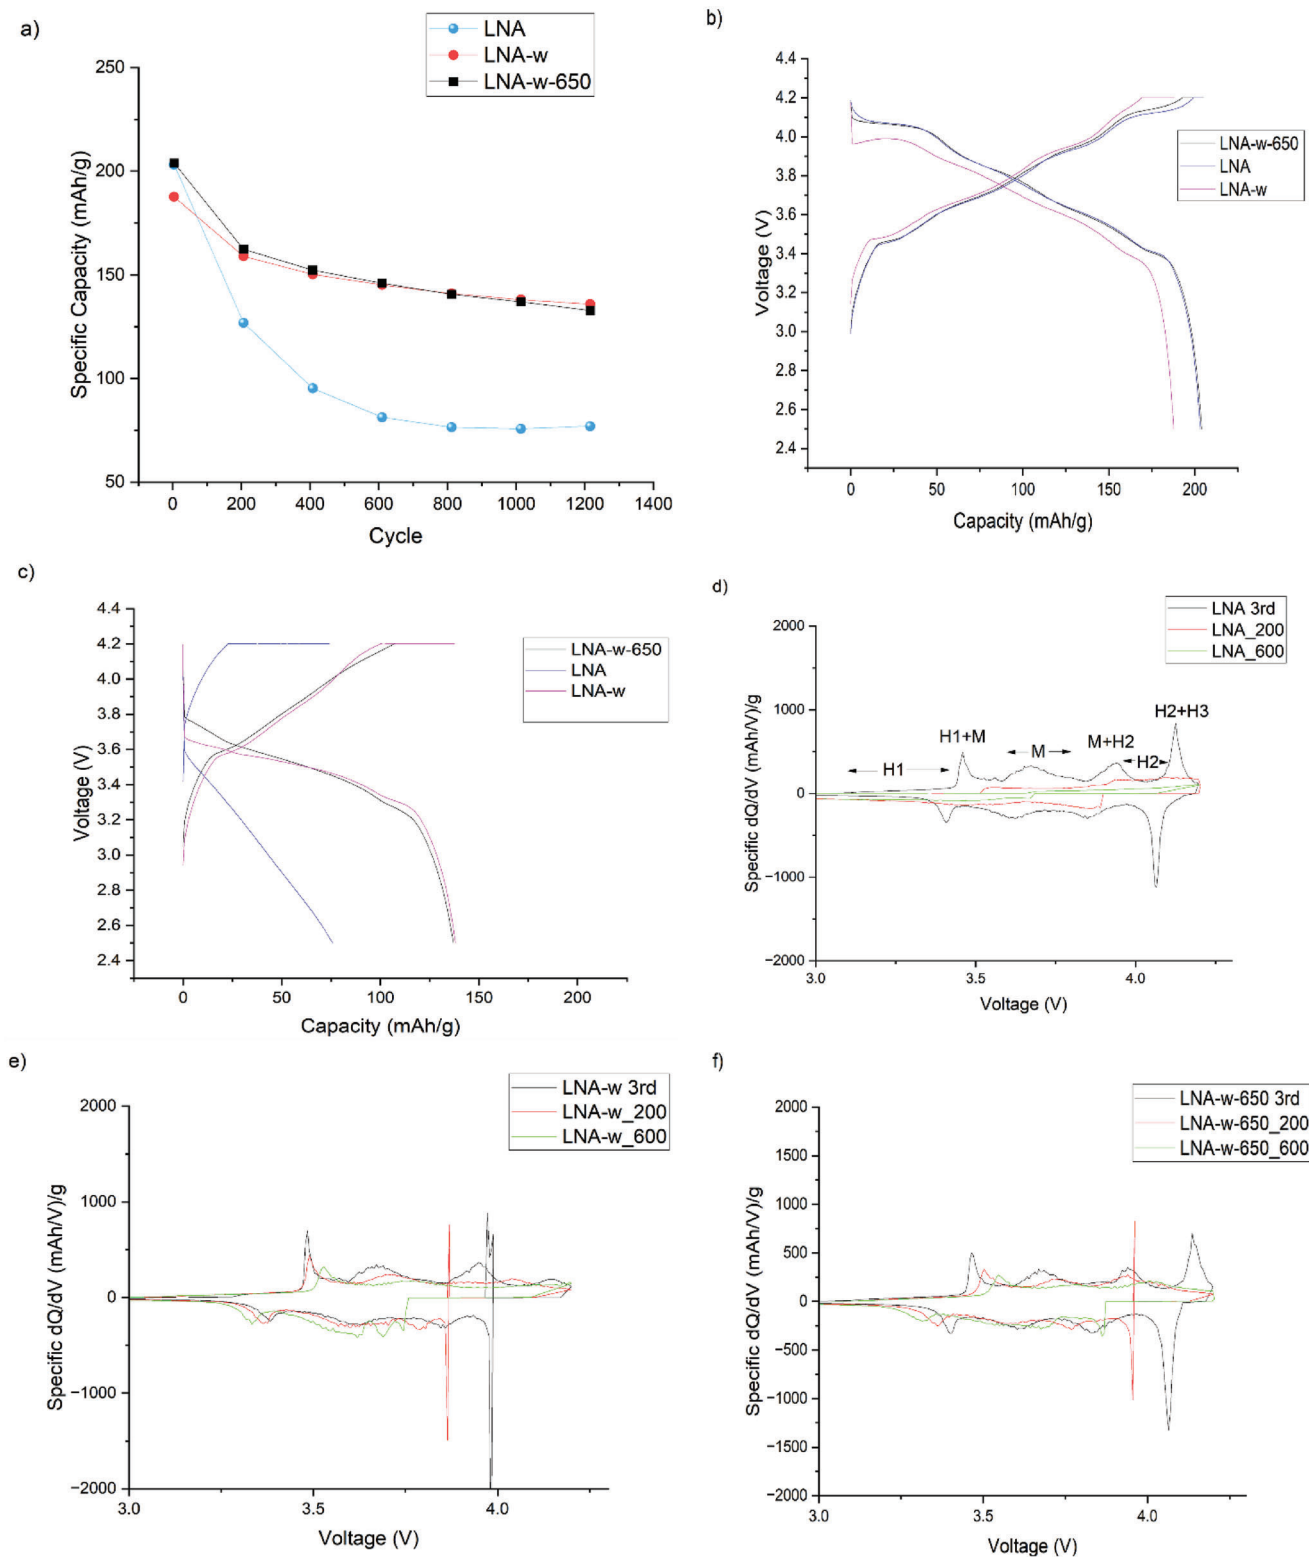 a)
LNA
LNA-w
LNA-w-650
250
200
150
100
50
Specific Capacity (mAh/g)
0 200 400 600 800 1000 1200 1400
Cycle
b)
4.4
4.2
4.0
3.8
3.6
3.4
3.2
3.0
2.8
2.6
2.4
Voltage (V)
LNA-w-650
LNA
LNA-w
0 50 100 150 200
Capacity (mAh/g)
c)
4.4
4.2
4.0
3.8
3.6
3.4
3.2
3.0
2.8
2.6
2.4
Voltage (V)
LNA-w-650
LNA
LNA-w
0 50 100 150 200
Capacity (mAh/g)
d)
LNA 3rd
LNA_200
LNA_600
2000
1000
0
−1000
−2000
Specific dQ/dV (mAh/V)/g
H1
H1+M
M
M+H2
H2
H2+H3
3.0 3.5 4.0
Voltage (V)
e)
LNA-w 3rd
LNA-w_200
LNA-w_600
2000
1000
0
−1000
−2000
Specific dQ/dV (mAh/V)/g
3.0 3.5 4.0
Voltage (V)
f)
LNA-w-650 3rd
LNA-w-650_200
LNA-w-650_600
2000
1500
1000
500
0
−500
−1000
−1500
−2000
Specific dQ/dV (mAh/V)/g
3.0 3.5 4.0
Voltage (V)